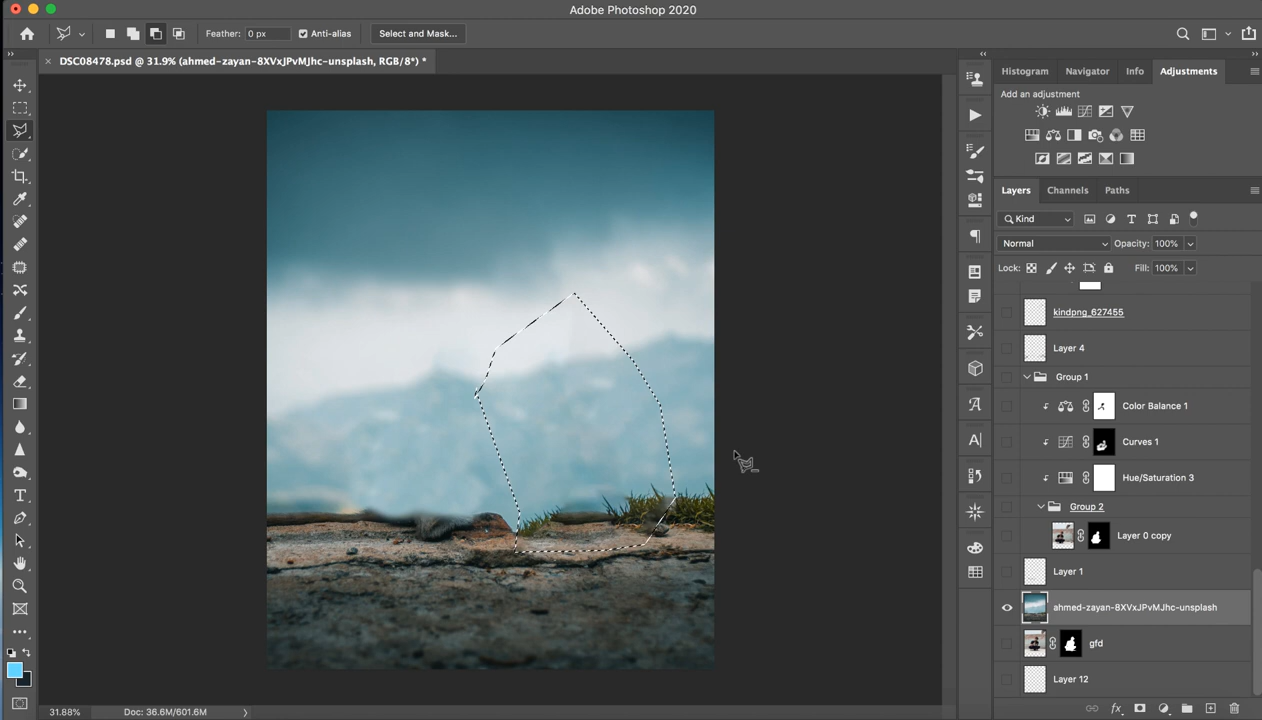 Adobe Photoshop 2020
Feather: 0 px Anti-alias Select and Mask...
DSC08478.psd @ 31.9% (ahmed-zayan-8XVxJPvMJhc-unsplash, RGB/8*) *
Histogram Navigator Info Adjustments
Add an adjustment
Layers Channels Paths
Kind
Normal Opacity: 100%
Lock: Fill: 100%
kindpng_627455
Layer 4
Group 1
Color Balance 1
Curves 1
Hue/Saturation 3
Group 2
Layer 0 copy
Layer 1
ahmed-zayan-8XVxJPvMJhc-unsplash
gfd
Layer 12
31.88% Doc: 36.6M/601.6M